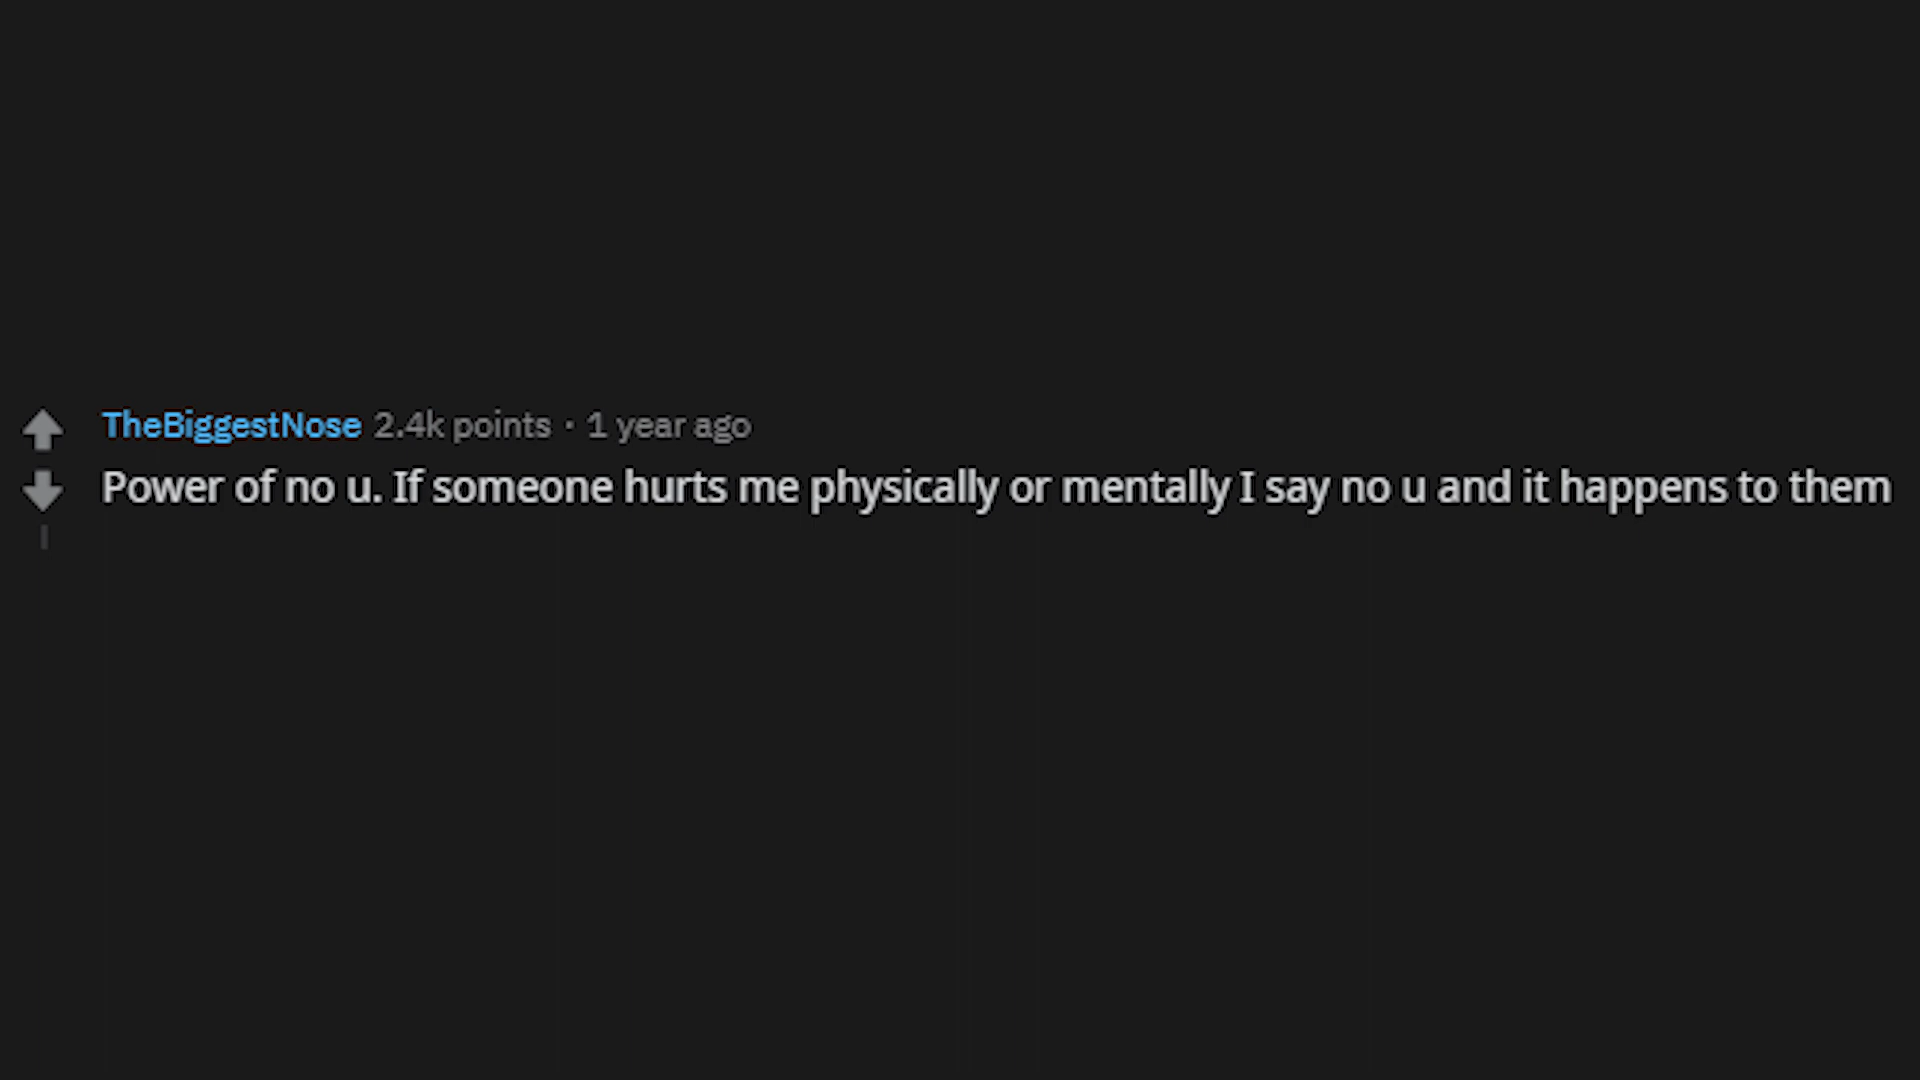 TheBiggestNose 2.4k points · 1 year ago
Power of no u. If someone hurts me physically or mentally I say no u and it happens to them